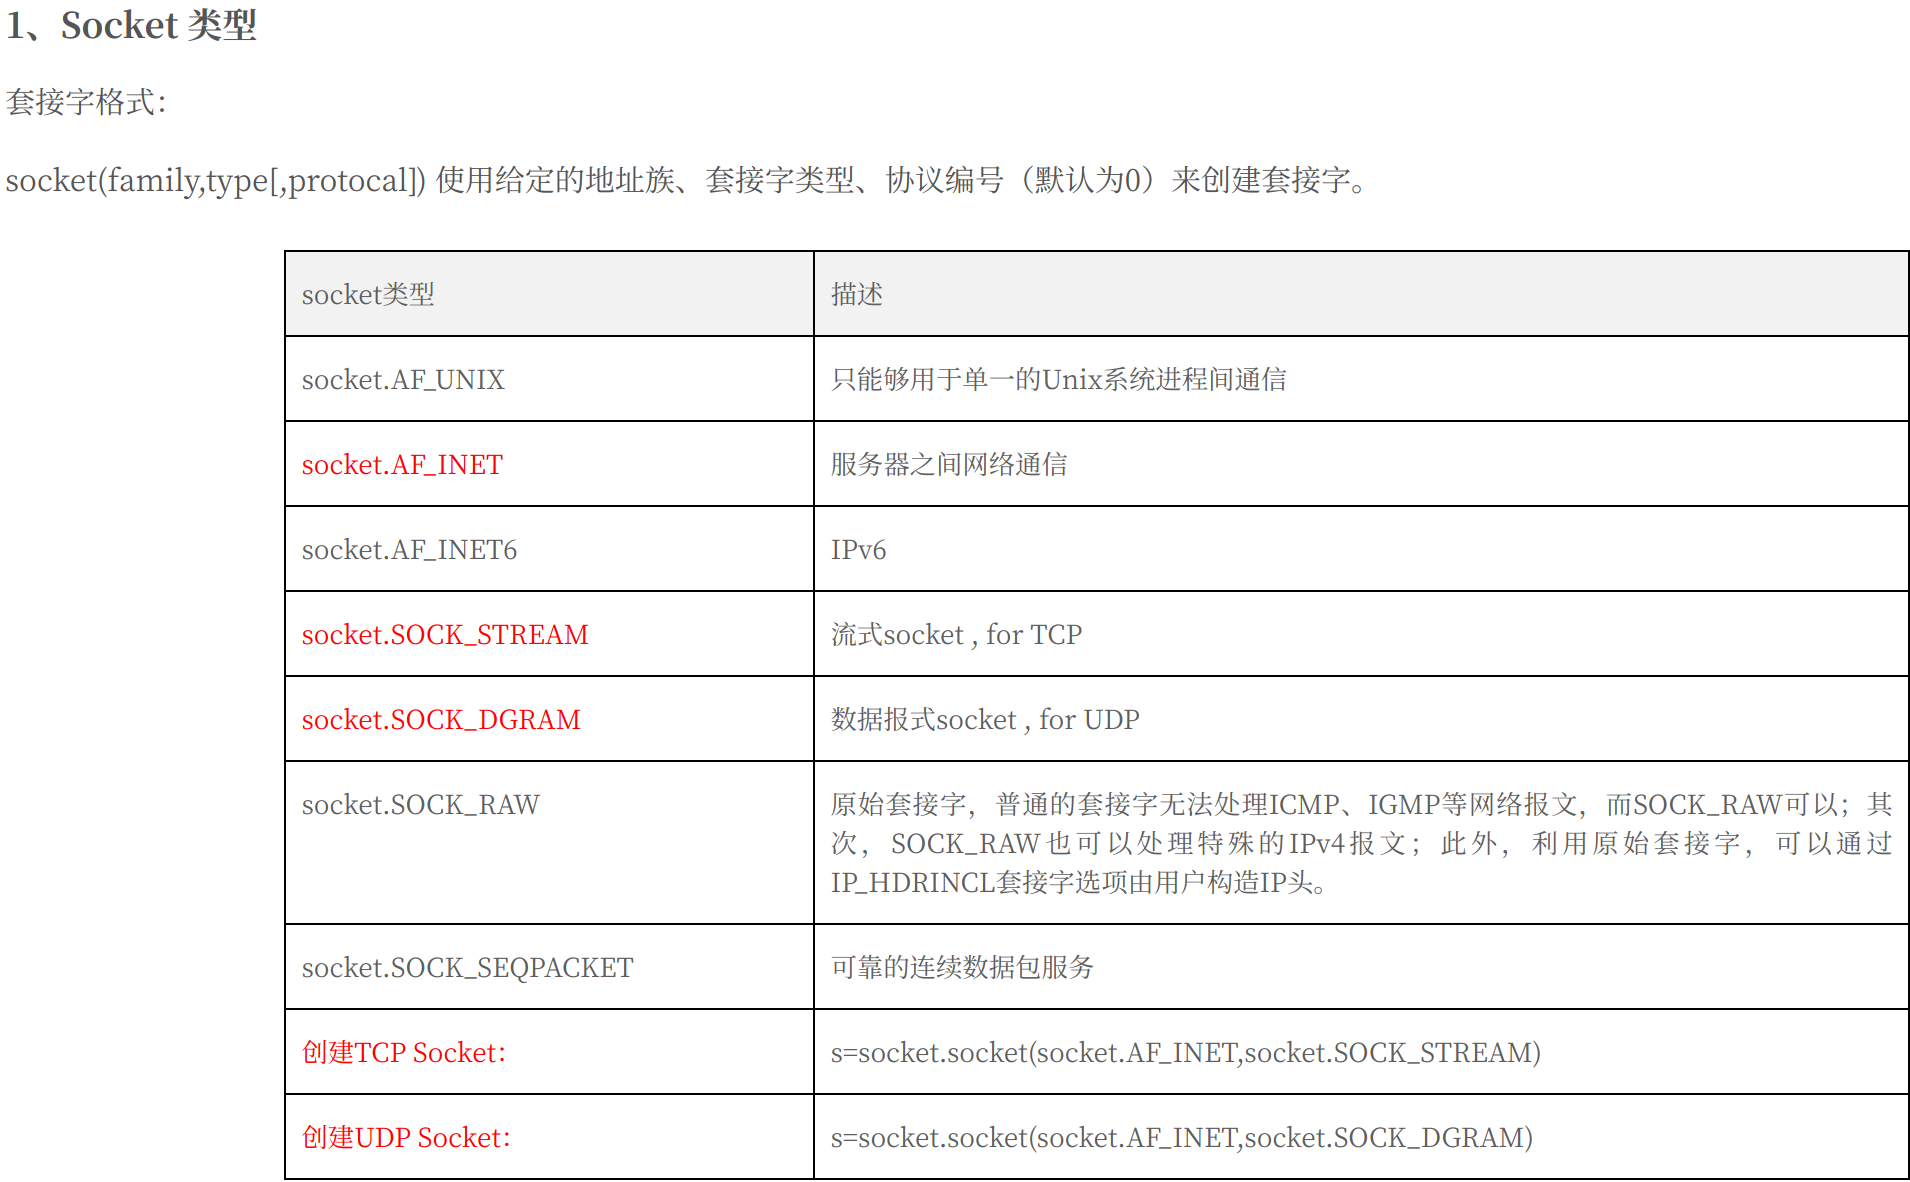 1、Socket 类型
套接字格式：
socket(family,type[,protocal]) 使用给定的地址族、套接字类型、协议编号（默认为0）来创建套接字。
socket类型
描述
socket.AF_UNIX
只能够用于单一的Unix系统进程间通信
socket.AF_INET
服务器之间网络通信
socket.AF_INET6
IPv6
socket.SOCK_STREAM
流式socket , for TCP
socket.SOCK_DGRAM
数据报式socket , for UDP
socket.SOCK_RAW
原始套接字，普通的套接字无法处理ICMP、IGMP等网络报文，而SOCK_RAW可以；其
次，SOCK_RAW也可以处理特殊的IPv4报文；此外，利用原始套接字，可以通过
IP_HDRINCL套接字选项由用户构造IP头。
socket.SOCK_SEQPACKET
可靠的连续数据包服务
创建TCP Socket：
s=socket.socket(socket.AF_INET,socket.SOCK_STREAM)
创建UDP Socket：
s=socket.socket(socket.AF_INET,socket.SOCK_DGRAM)